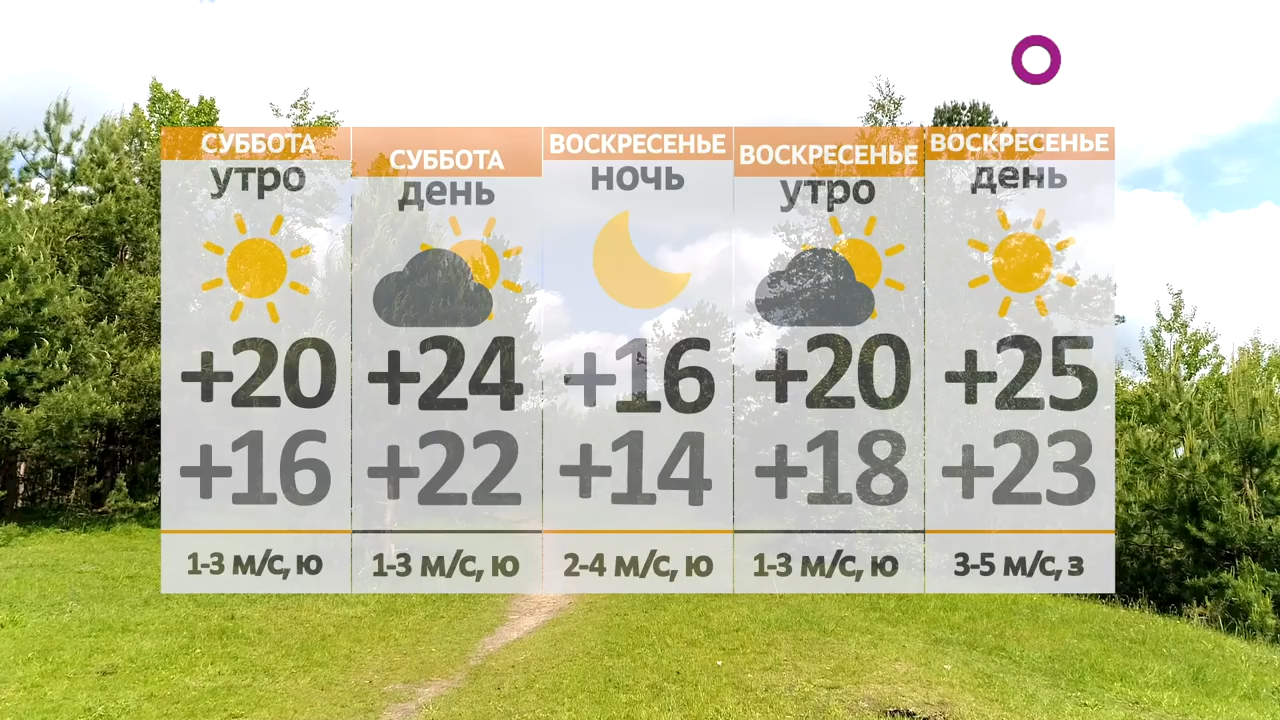 СУББОТА
утро
+20
+16
1-3 м/с, ю
СУББОТА
день
+24
+22
1-3 м/с, ю
ВОСКРЕСЕНЬЕ
ночь
+16
+14
2-4 м/с, ю
ВОСКРЕСЕНЬЕ
утро
+20
+18
1-3 м/с, ю
ВОСКРЕСЕНЬЕ
день
+25
+23
3-5 м/с, з